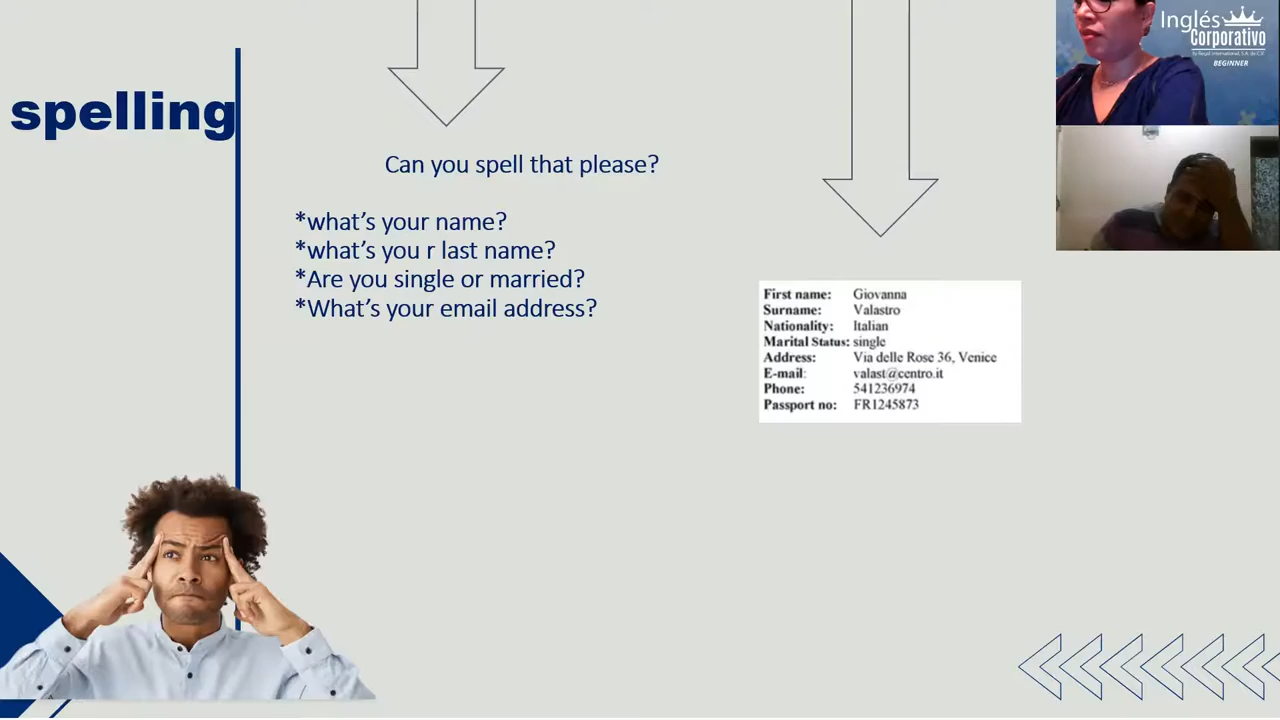 Inglés
Corporativo
BEGINNER
spelling
Can you spell that please?
*what's your name?
*what's you r last name?
*Are you single or married?
*What's your email address?
First name: Giovanna
Surname: Valastro
Nationality: Italian
Marital Status: single
Address: Via delle Rose 36, Venice
E-mail: valast@centro.it
Phone: 541236974
Passport no: FR1245873